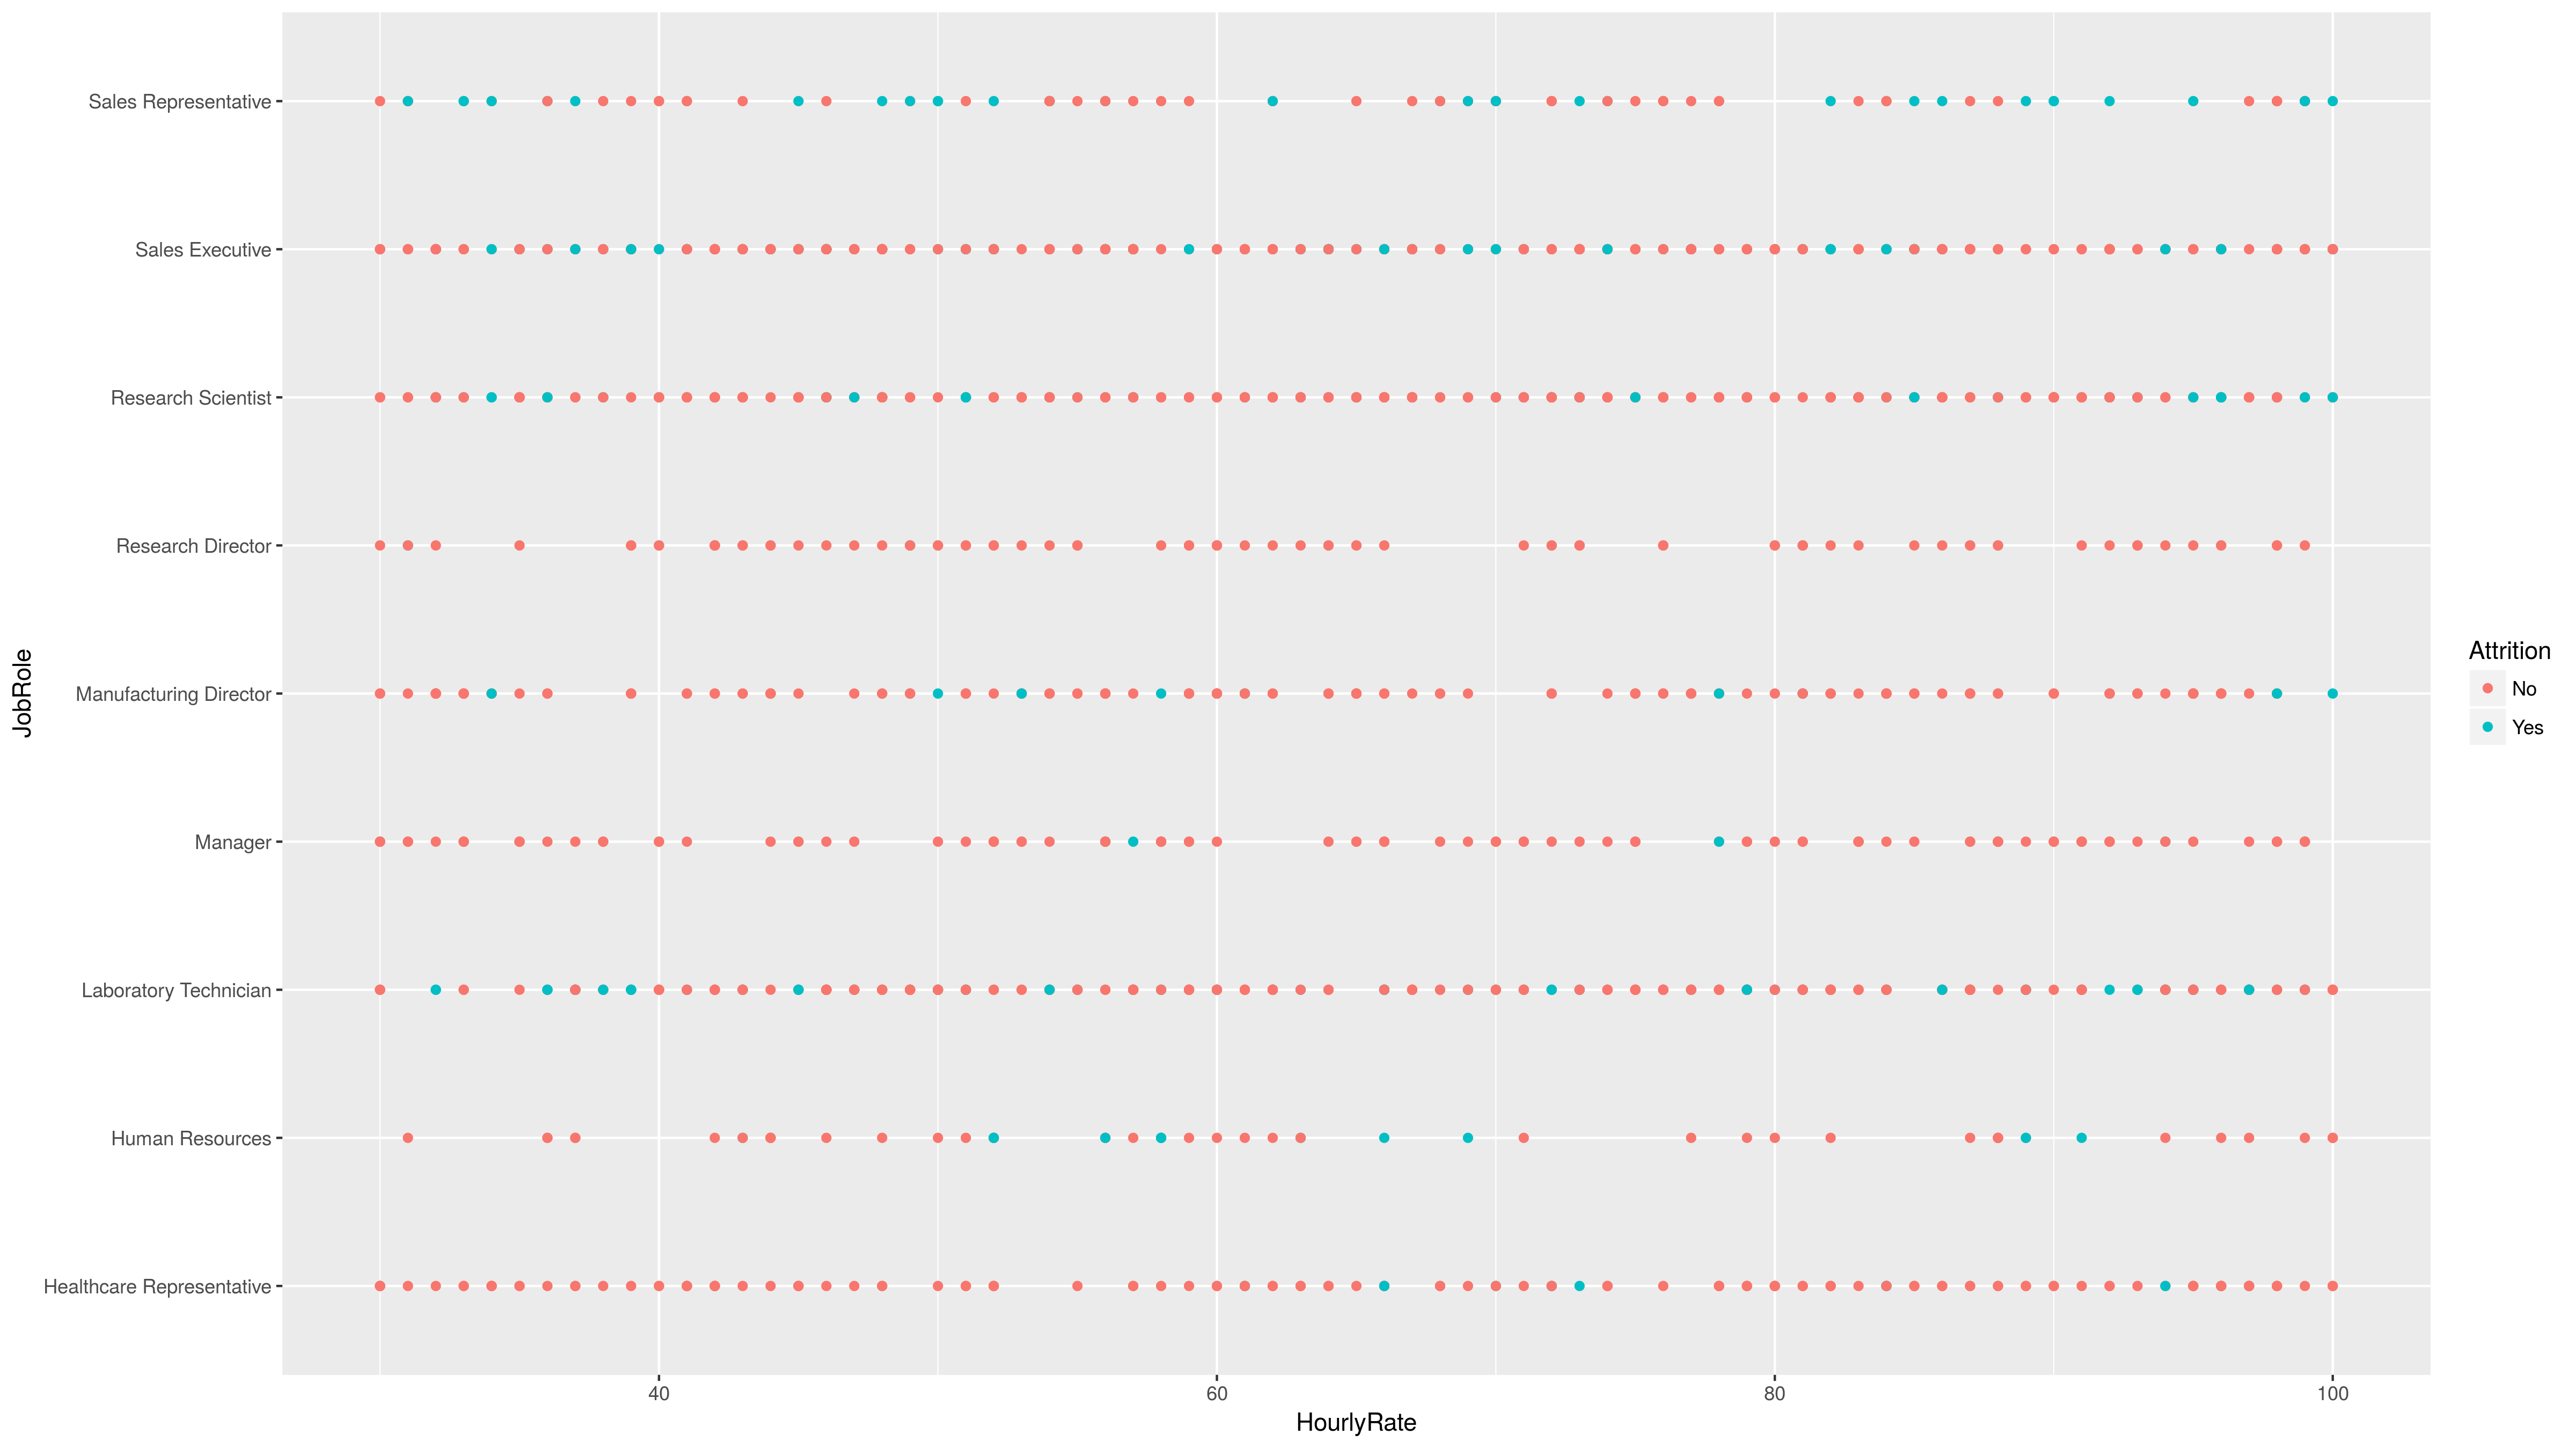 JobRole
Sales Representative
Sales Executive
Research Scientist
Research Director
Manufacturing Director
Manager
Laboratory Technician
Human Resources
Healthcare Representative
40 60 80 100
HourlyRate
Attrition
No
Yes